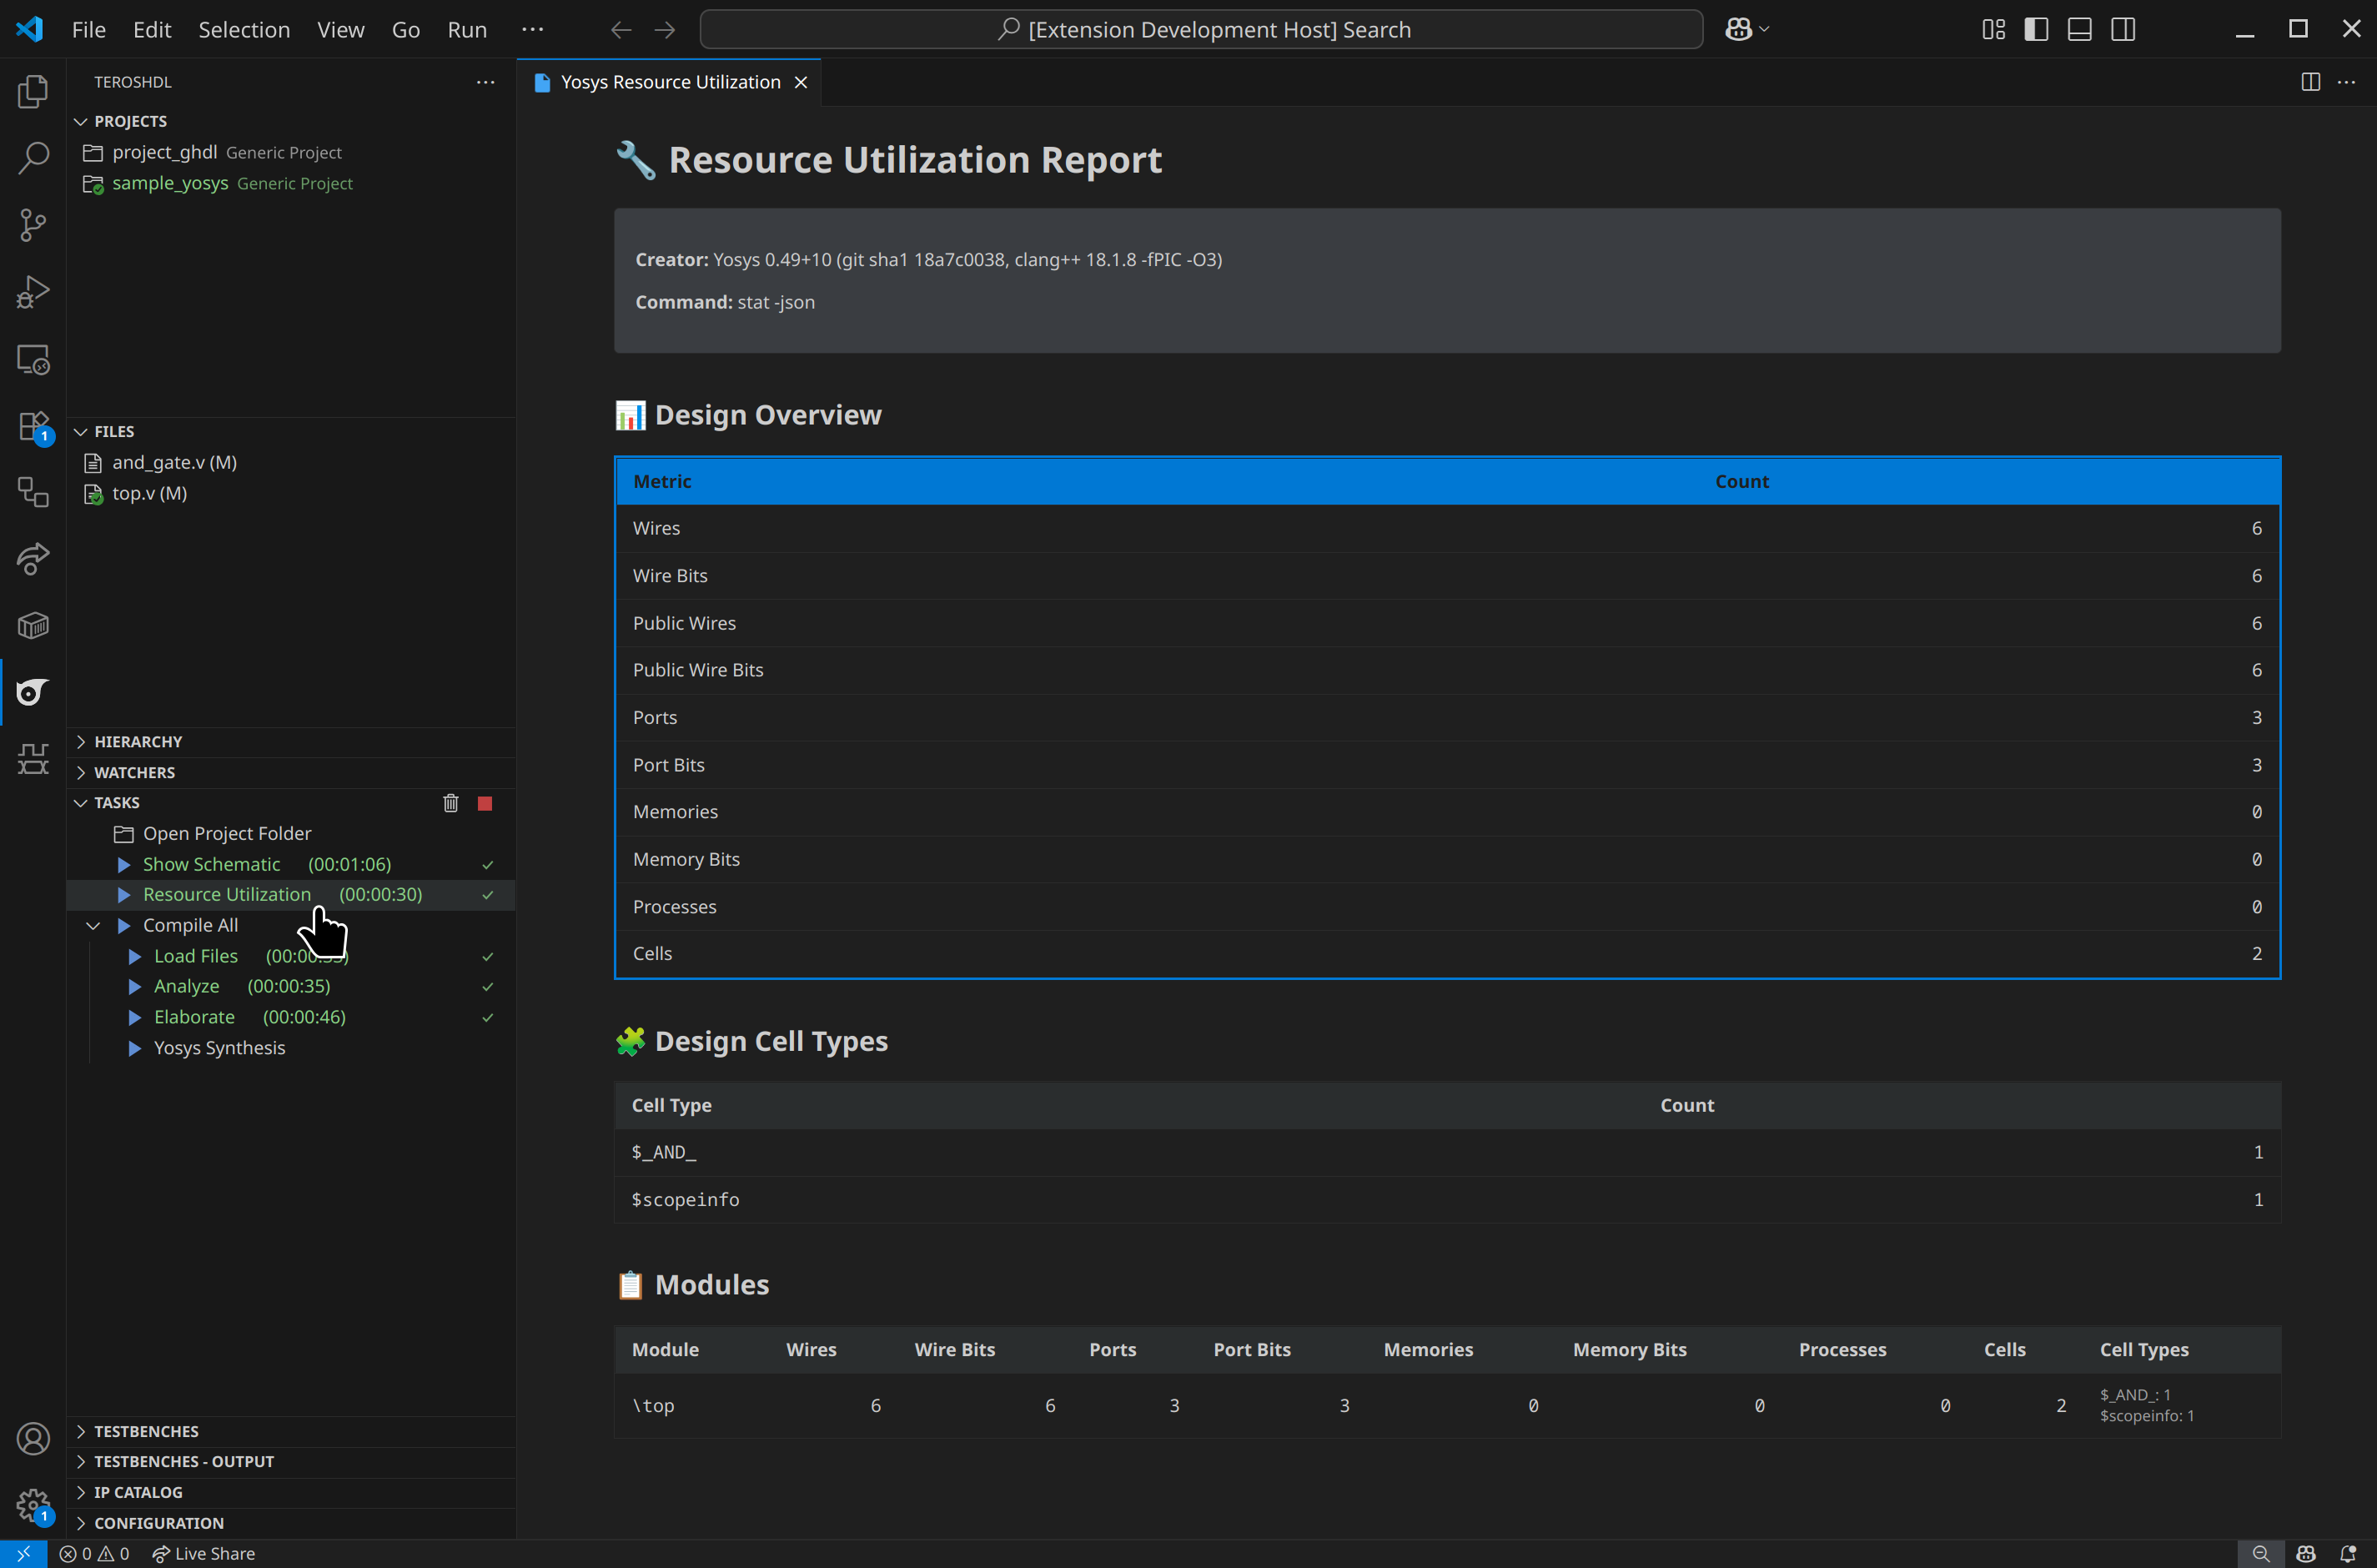 File Edit Selection View Go Run ···
[Extension Development Host] Search
TEROSHDL
PROJECTS
project_ghdl Generic Project
sample_yosys Generic Project
1
FILES
and_gate.v (M)
top.v (M)
HIERARCHY
WATCHERS
TASKS
Open Project Folder
Show Schematic (00:01:06)
Resource Utilization (00:00:30)
Compile All
Load Files
Analyze (00:00:35)
Elaborate (00:00:46)
Yosys Synthesis
TESTBENCHES
TESTBENCHES - OUTPUT
IP CATALOG
CONFIGURATION
1
0 0 Live Share
Yosys Resource Utilization
Resource Utilization Report
Creator: Yosys 0.49+10 (git sha1 18a7c0038, clang++ 18.1.8 -fPIC -O3)
Command: stat -json
Design Overview
Metric Count
Wires 6
Wire Bits 6
Public Wires 6
Public Wire Bits 6
Ports 3
Port Bits 3
Memories 0
Memory Bits 0
Processes 0
Cells 2
Design Cell Types
Cell Type Count
$_AND_ 1
$scopeinfo 1
Modules
Module Wires Wire Bits Ports Port Bits Memories Memory Bits Processes Cells Cell Types
\top 6 6 3 3 0 0 0 2 $_AND_: 1
$scopeinfo: 1